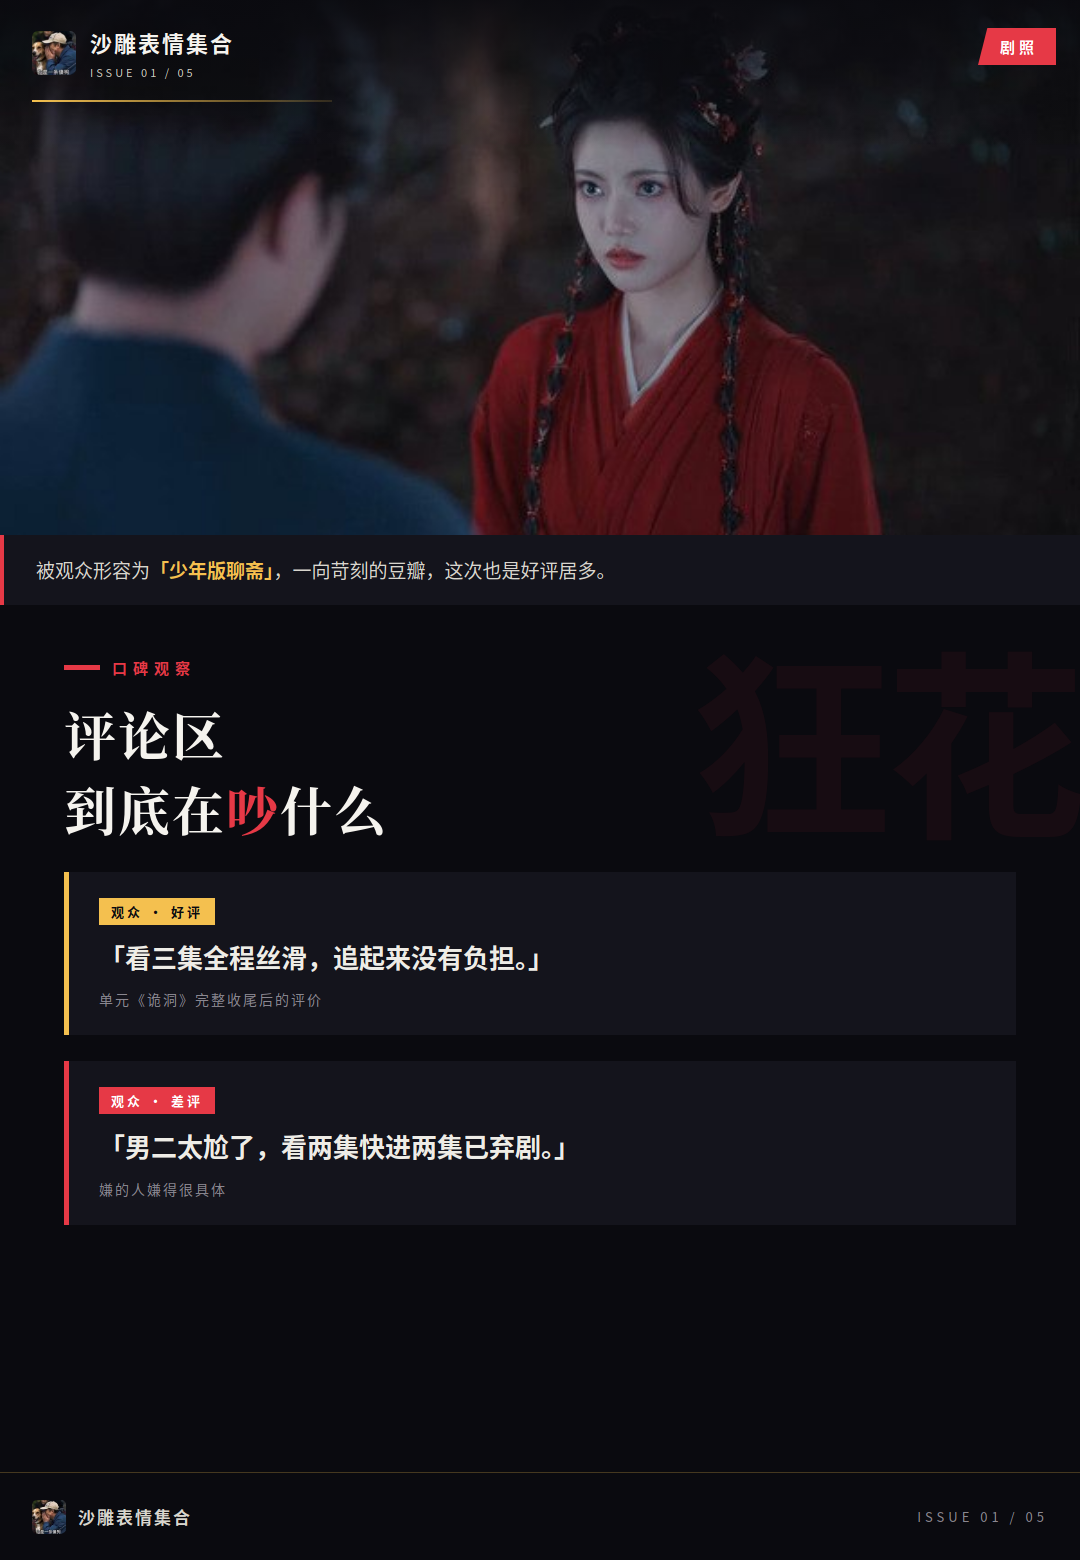 沙雕表情集合
ISSUE 01 / 05
剧照
被观众形容为「少年版聊斋」，一向苛刻的豆瓣，这次也是好评居多。
狂花
口碑观察
评论区
到底在吵什么
观众 · 好评
「看三集全程丝滑，追起来没有负担。」
单元《诡洞》完整收尾后的评价
观众 · 差评
「男二太尬了，看两集快进两集已弃剧。」
嫌的人嫌得很具体
沙雕表情集合
ISSUE 01 / 05